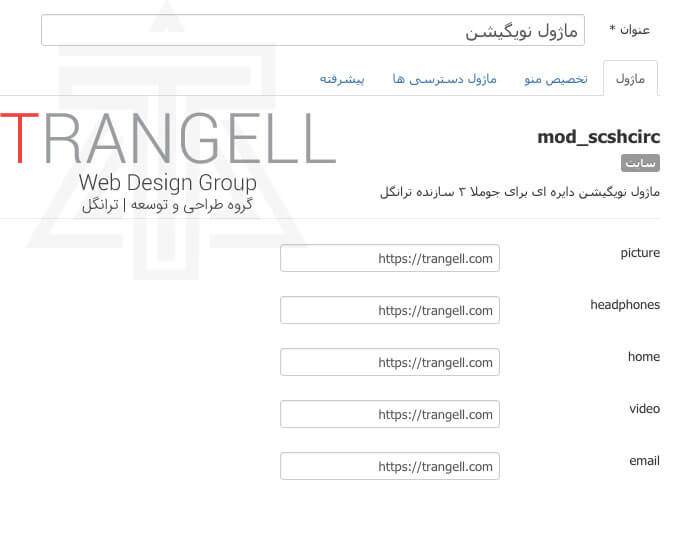 عنوان *
ماژول نویگیشن
ماژول
تخصیص منو
ماژول دسترسی ها
پیشرفته
TRANGELL
Web Design Group
گروه طراحی و توسعه | ترانگل
mod_scshcirc
سایت
ماژول نویگیشن دایره ای برای جوملا ۳ سازنده ترانگل
picture
https://trangell.com
headphones
https://trangell.com
home
https://trangell.com
video
https://trangell.com
email
https://trangell.com